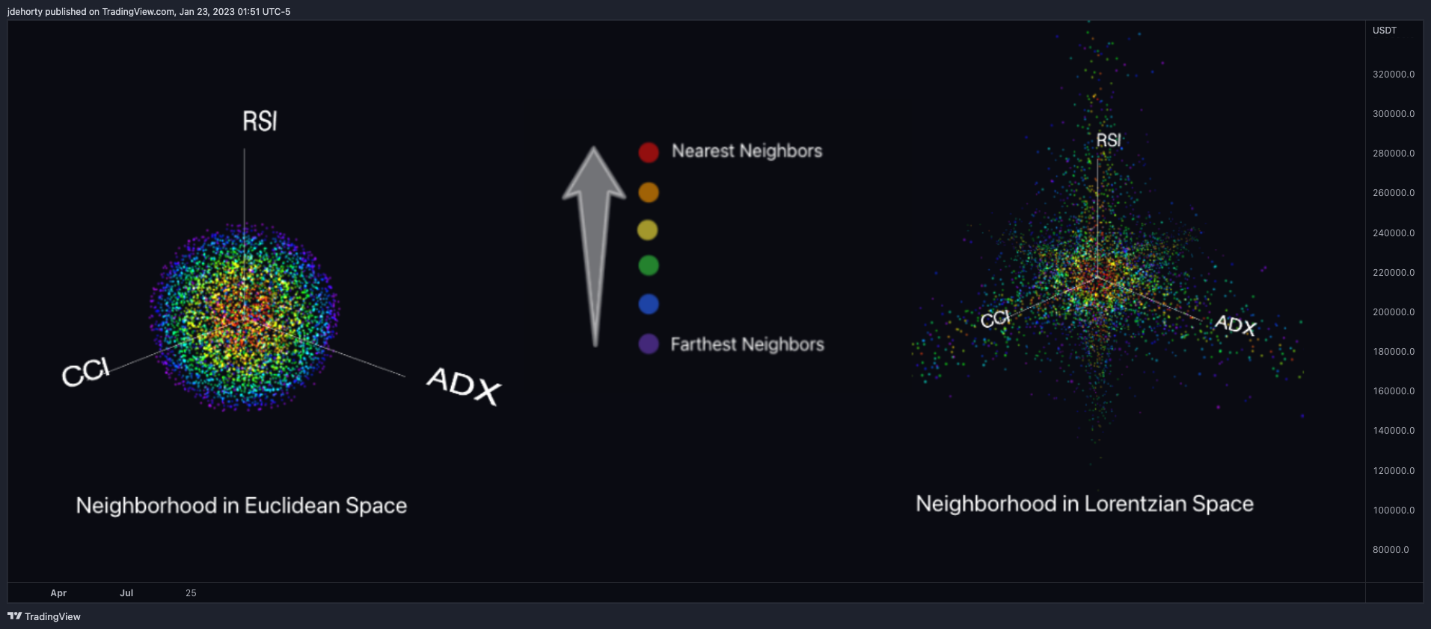 jdehorty published on TradingView.com, Jan 23, 2023 01:51 UTC-5
USDT
RSI
CCI
ADX
Neighborhood in Euclidean Space
Nearest Neighbors
Farthest Neighbors
RSI
CCI
ADX
Neighborhood in Lorentzian Space
320000.0
300000.0
280000.0
260000.0
240000.0
220000.0
200000.0
180000.0
160000.0
140000.0
120000.0
100000.0
80000.0
Apr
Jul
25
TradingView